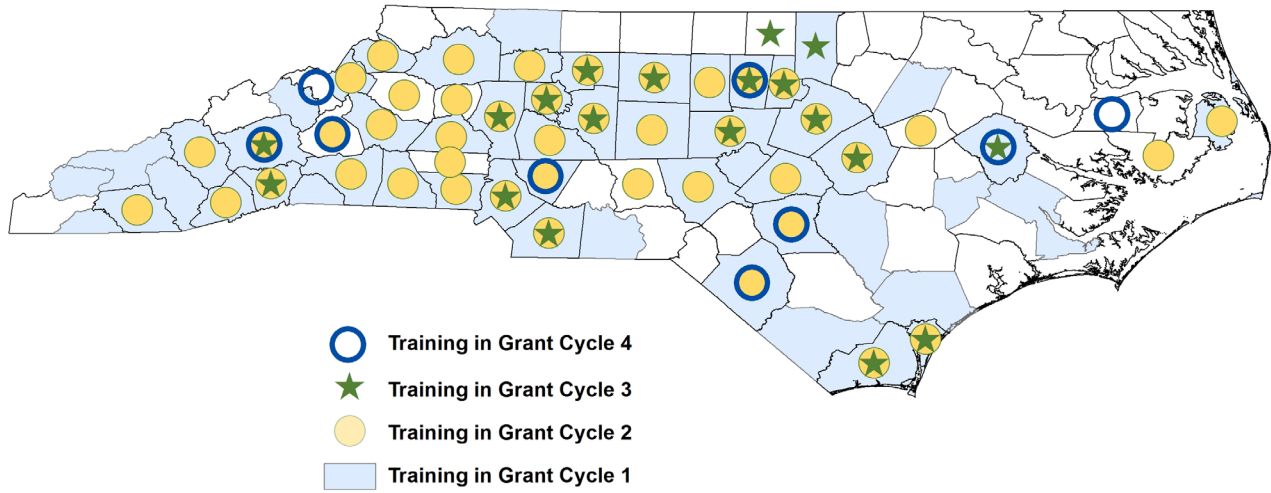 Training in Grant Cycle 4
Training in Grant Cycle 3
Training in Grant Cycle 2
Training in Grant Cycle 1